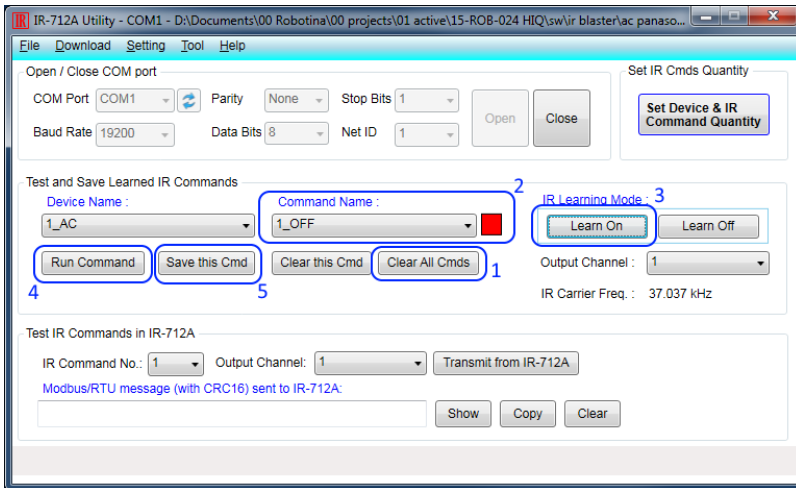 IR-712A Utility - COM1 - D:\Documents\00 Robotina\00 projects\01 active\15-ROB-024 HIQ\sw\ir blaster\ac panaso...
File Download Setting Tool Help
Open / Close COM port
Set IR Cmds Quantity
COM Port COM1 Parity None Stop Bits 1 Open Close
Set Device & IR
Command Quantity
Baud Rate 19200 Data Bits 8 Net ID 1
Test and Save Learned IR Commands
Device Name : Command Name : 2 IR Learning Mode : 3
1_AC 1_OFF Learn On Learn Off
Run Command Save this Cmd Clear this Cmd Clear All Cmds 1 Output Channel : 1
4 5 IR Carrier Freq. : 37.037 kHz
Test IR Commands in IR-712A
IR Command No.: 1 Output Channel: 1 Transmit from IR-712A
Modbus/RTU message (with CRC16) sent to IR-712A:
Show Copy Clear